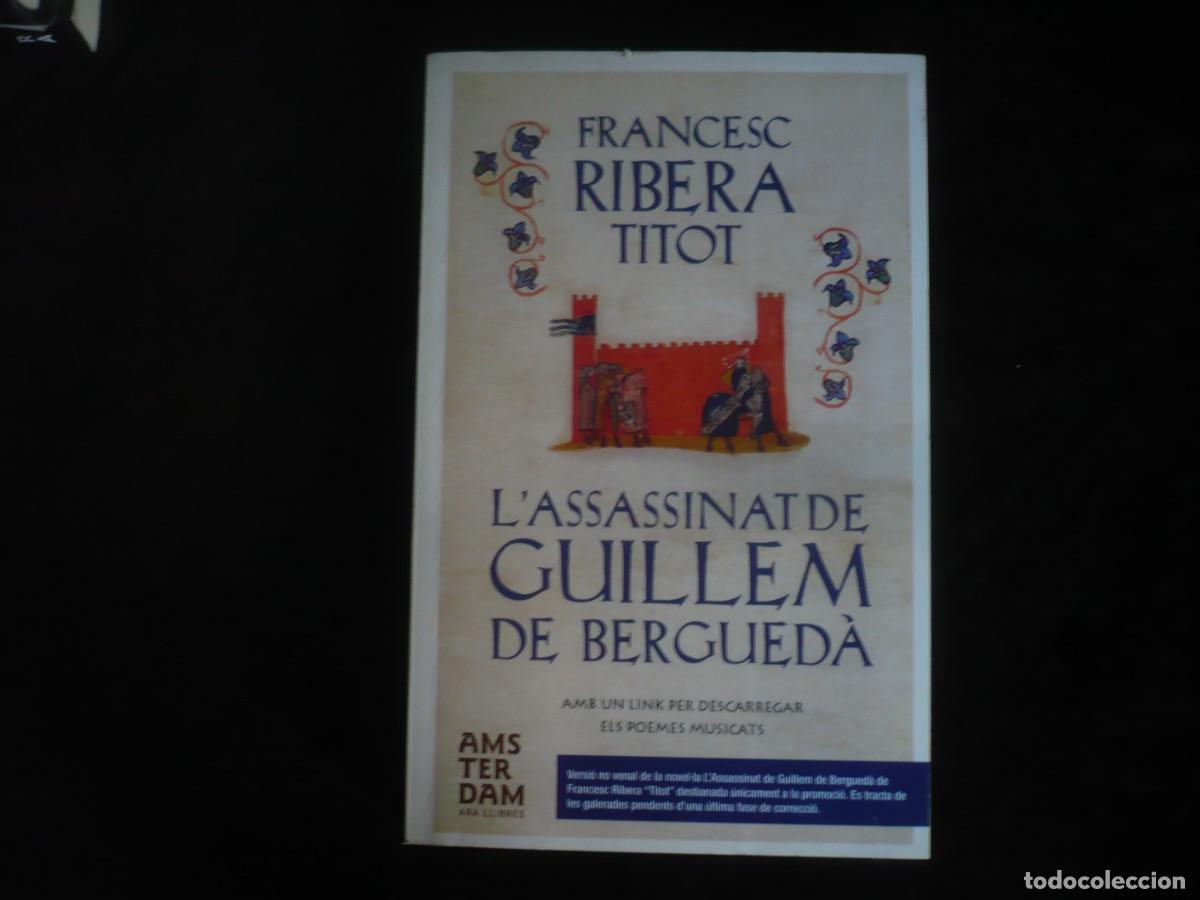 FRANCESC
RIBERA
TITOT
L'ASSASSINAT DE
GUILLEM
DE BERGUEDÀ
AMB UN LINK PER DESCARREGAR
ELS POEMES MUSICATS
AMS
TER
DAM
ARA LLIBRES
Versió no venal de la novel·la L'Assassinat de Guillem de Berguedà de
Francesc Ribera "Titot" destianada únicament a la promoció. Es tracta de
les galerades pendents d'una última fase de correcció.
todocoleccion